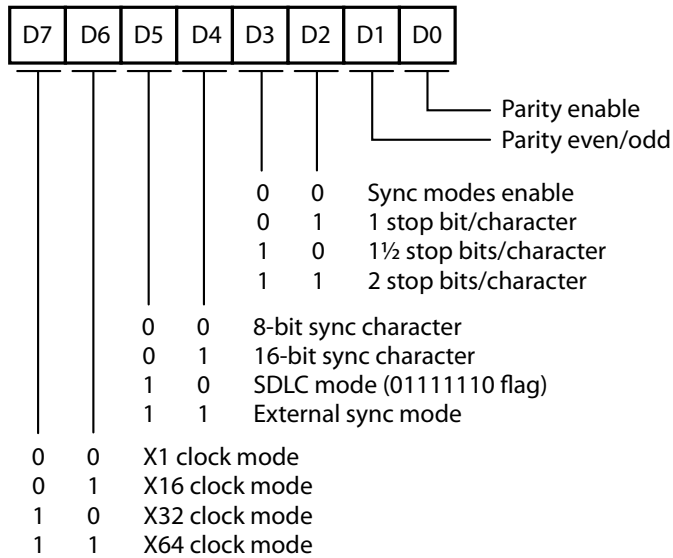 D7 D6 D5 D4 D3 D2 D1 D0
Parity enable
Parity even/odd
0 0 Sync modes enable
0 1 1 stop bit/character
1 0 1½ stop bits/character
1 1 2 stop bits/character
0 0 8-bit sync character
0 1 16-bit sync character
1 0 SDLC mode (01111110 flag)
1 1 External sync mode
0 0 X1 clock mode
0 1 X16 clock mode
1 0 X32 clock mode
1 1 X64 clock mode